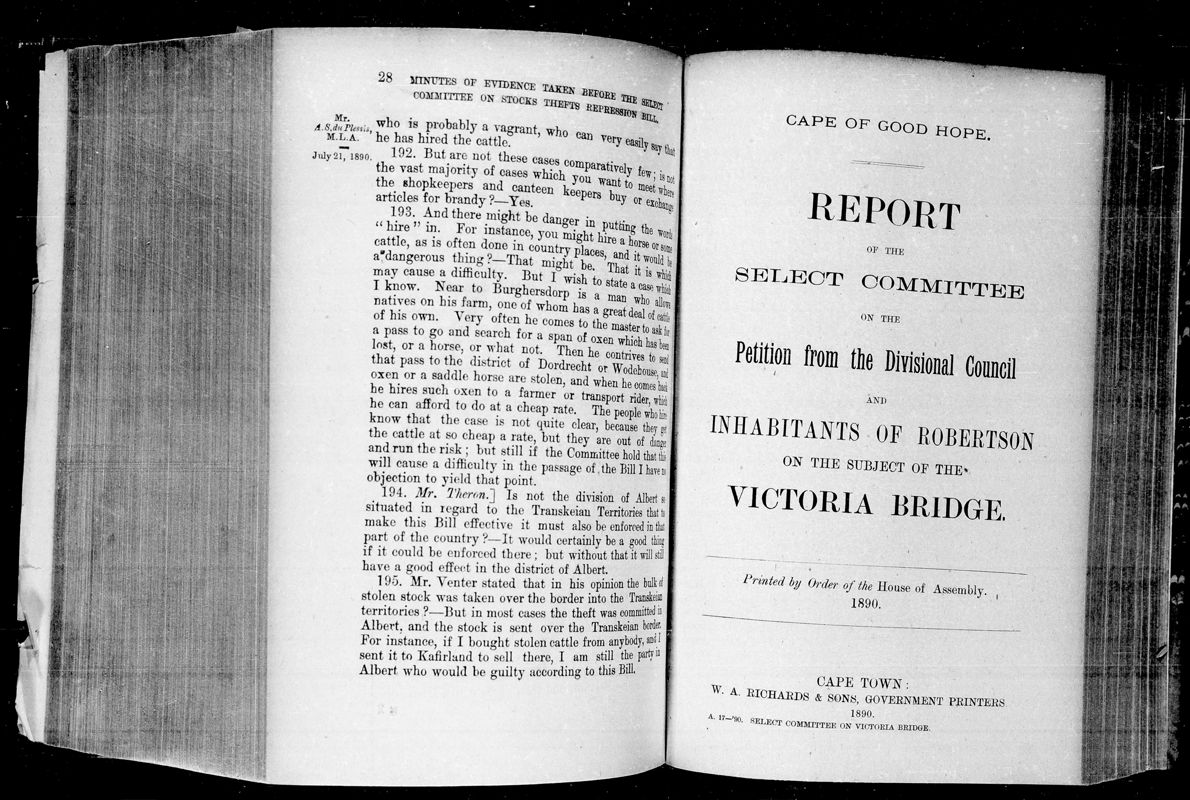 28 MINUTES OF EVIDENCE TAKEN BEFORE THE SELECT
COMMITTEE ON STOCKS THEFTS REPRESSION BILL.
Mr.
A.S. du Plessis,
M.L.A.
July 21, 1890.
who is probably a vagrant, who can very easily say that
he has hired the cattle.
192. But are not these cases comparatively few; is not
the vast majority of cases which you want to meet where
the shopkeepers and canteen keepers buy or exchange
articles for brandy?—Yes.
193. And there might be danger in putting the words
"hire" in. For instance, you might hire a horse or some
cattle, as is often done in country places, and it would be
a dangerous thing?—That might be. That it is which
may cause a difficulty. But I wish to state a case which
I know. Near to Burghersdorp is a man who allows
natives on his farm, one of whom has a great deal of cattle
of his own. Very often he comes to the master to ask for
a pass to go and search for a span of oxen which has been
lost, or a horse, or what not. Then he contrives to send
that pass to the district of Dordrecht or Wodehouse, and
oxen or a saddle horse are stolen, and when he comes back
he hires such oxen to a farmer or transport rider, which
he can afford to do at a cheap rate. The people who hire
know that the case is not quite clear, because they get
the cattle at so cheap a rate, but they are out of danger
and run the risk; but still if the Committee hold that this
will cause a difficulty in the passage of the Bill I have no
objection to yield that point.
194. Mr. Theron.] Is not the division of Albert so
situated in regard to the Transkeian Territories that to
make this Bill effective it must also be enforced in that
part of the country?—It would certainly be a good thing
if it could be enforced there; but without that it will still
have a good effect in the district of Albert.
195. Mr. Venter stated that in his opinion the bulk of
stolen stock was taken over the border into the Transkeian
territories?—But in most cases the theft was committed in
Albert, and the stock is sent over the Transkeian border.
For instance, if I bought stolen cattle from anybody, and I
sent it to Kafirland to sell there, I am still the party in
Albert who would be guilty according to this Bill.
CAPE OF GOOD HOPE.
REPORT
OF THE
SELECT COMMITTEE
ON THE
Petition from the Divisional Council
AND
INHABITANTS OF ROBERTSON
ON THE SUBJECT OF THE
VICTORIA BRIDGE.
Printed by Order of the House of Assembly.
1890.
CAPE TOWN:
W. A. RICHARDS & SONS, GOVERNMENT PRINTERS
1890.
A. 17—'90. SELECT COMMITTEE ON VICTORIA BRIDGE.